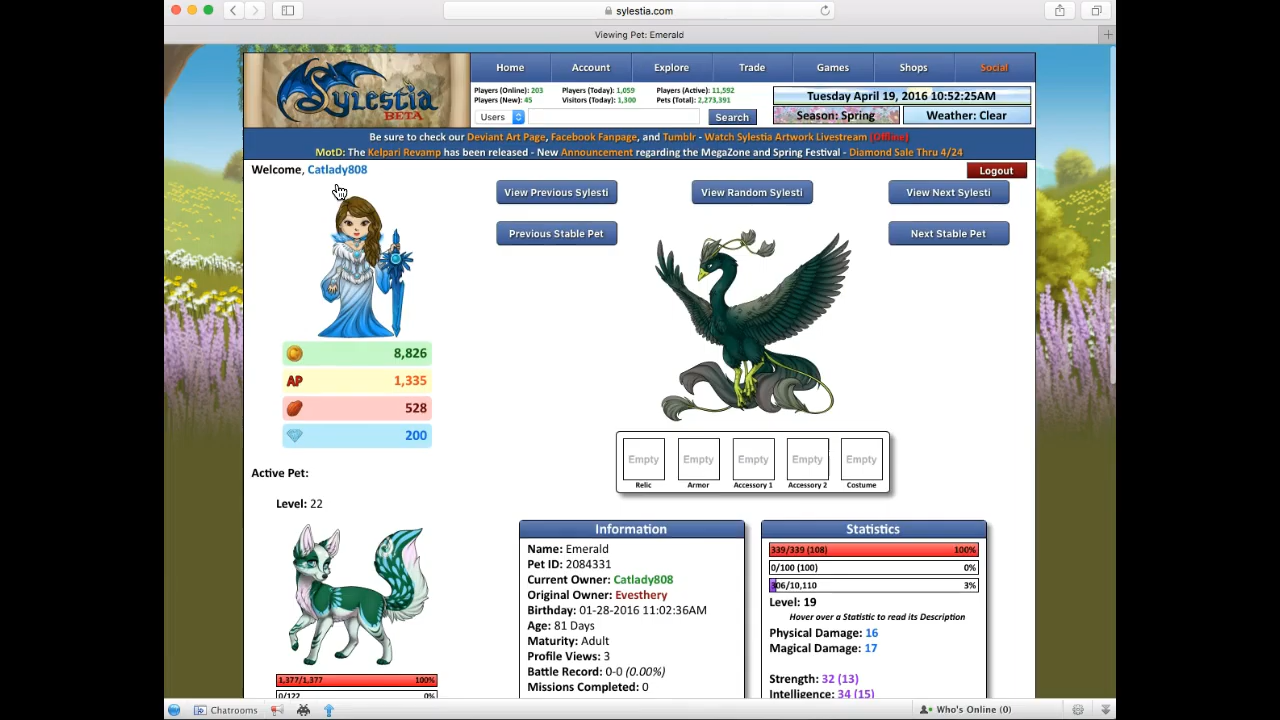 sylestia.com
Viewing Pet: Emerald
Sylestia
BETA
Home Account Explore Trade Games Shops Social
Players (Online): 203 Players (Today): 1,059 Players (Active): 11,592
Players (New): 45 Visitors (Today): 1,300 Pets (Total): 2,273,391
Tuesday April 19, 2016 10:52:25AM
Users Search
Season: Spring Weather: Clear
Be sure to check our Deviant Art Page, Facebook Fanpage, and Tumblr - Watch Sylestia Artwork Livestream (Offline)
MotD: The Kelpari Revamp has been released - New Announcement regarding the MegaZone and Spring Festival - Diamond Sale Thru 4/24
Welcome, Catlady808
Logout
View Previous Sylesti View Random Sylesti View Next Sylesti
Previous Stable Pet Next Stable Pet
8,826
AP 1,335
528
200
Empty Empty Empty Empty Empty
Relic Armor Accessory 1 Accessory 2 Costume
Active Pet:
Level: 22
1,377/1,377 100%
0/122 0%
Information
Name: Emerald
Pet ID: 2084331
Current Owner: Catlady808
Original Owner: Evesthery
Birthday: 01-28-2016 11:02:36AM
Age: 81 Days
Maturity: Adult
Profile Views: 3
Battle Record: 0-0 (0.00%)
Missions Completed: 0
Statistics
339/339 (108) 100%
0/100 (100) 0%
306/10,110 3%
Level: 19
Hover over a Statistic to read its Description
Physical Damage: 16
Magical Damage: 17
Strength: 32 (13)
Intelligence: 34 (15)
Chatrooms
Who's Online (0)